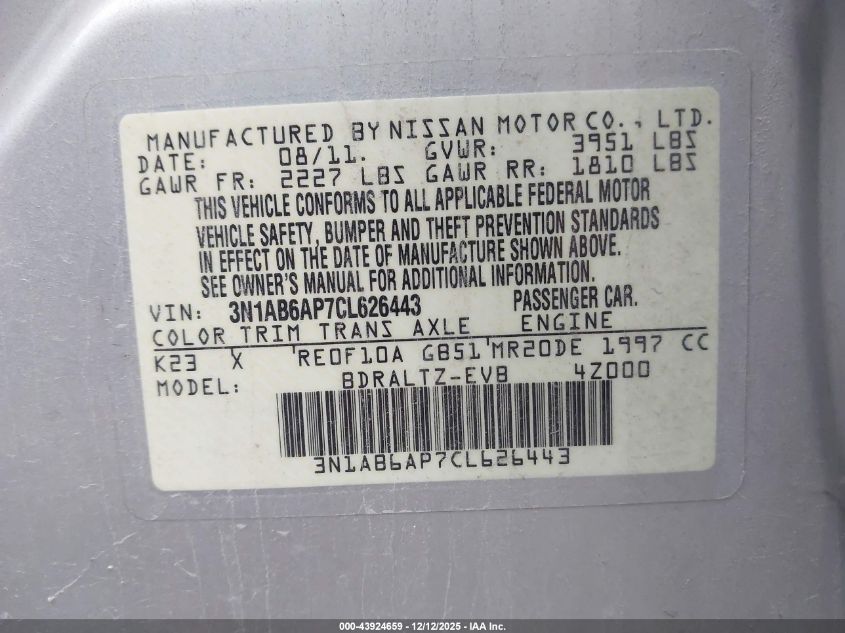 MANUFACTURED BY NISSAN MOTOR CO., LTD.
DATE: 08/11. GVWR: 3951 LBS
GAWR FR: 2227 LBS GAWR RR: 1810 LBS
THIS VEHICLE CONFORMS TO ALL APPLICABLE FEDERAL MOTOR
VEHICLE SAFETY, BUMPER AND THEFT PREVENTION STANDARDS
IN EFFECT ON THE DATE OF MANUFACTURE SHOWN ABOVE.
SEE OWNER'S MANUAL FOR ADDITIONAL INFORMATION.
VIN: 3N1AB6AP7CL626443 PASSENGER CAR.
COLOR TRIM TRANS AXLE ENGINE
K23 X RE0F10A GB51 MR20DE 1997 CC
MODEL: BDRALTZ-EVB 4Z000
3N1AB6AP7CL626443
000-43924659 - 12/12/2025 - IAA Inc.